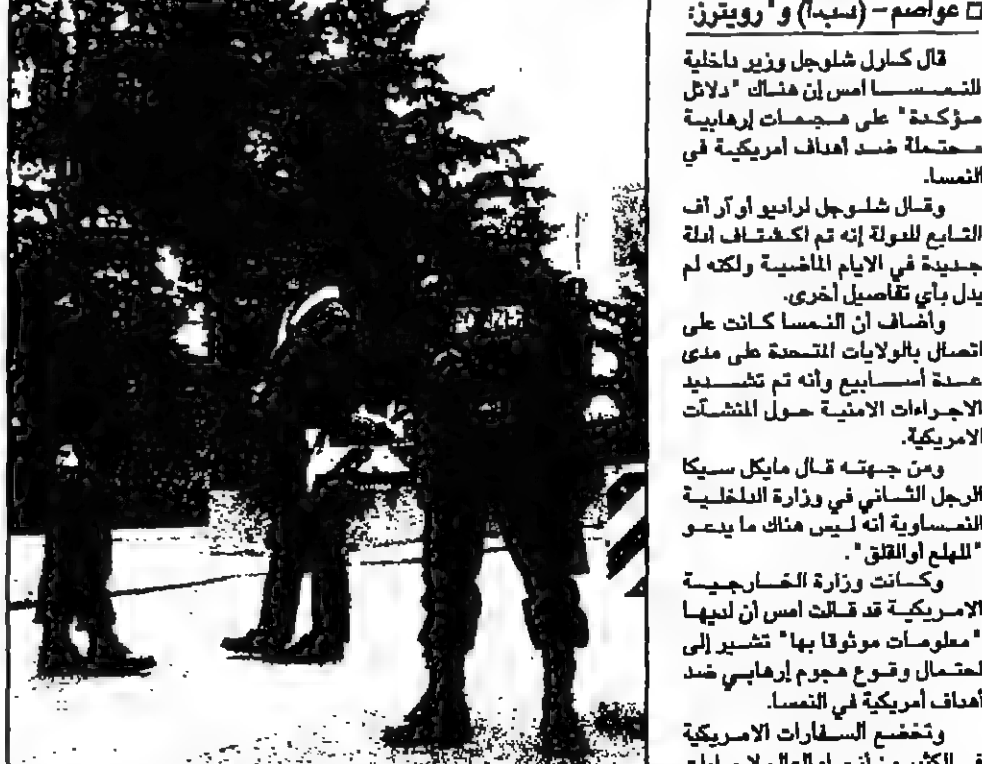 عواصم - (سبأ) و"رويترز:
قال كارل شلوجل وزير داخلية
النمسا امس إن هناك "دلائل
مؤكدة" على هجمات إرهابية
محتملة ضد أهداف أمريكية في
النمسا.
وقال شلوجل لراديو أو آر أف
التابع للدولة إنه تم اكتشاف ادلة
جديدة في الايام الماضية ولكنه لم
يدل بأي تفاصيل أخرى.
وأضاف أن النمسا كانت على
اتصال بالولايات المتحدة على مدى
عدة أسابيع وأنه تم تشديد
الاجراءات الامنية حول المنشآت
الامريكية.
ومن جهته قال مايكل سيكا
الرجل الثاني في وزارة الداخلية
النمساوية أنه ليس هناك ما يدعو
"للهلع أو القلق".
وكانت وزارة الخارجية
الامريكية قد قالت امس أن لديها
"معلومات موثوقا بها" تشير إلى
احتمال وقوع هجوم إرهابي ضد
أهداف أمريكية في النمسا.
وتخضع السفارات الامريكية